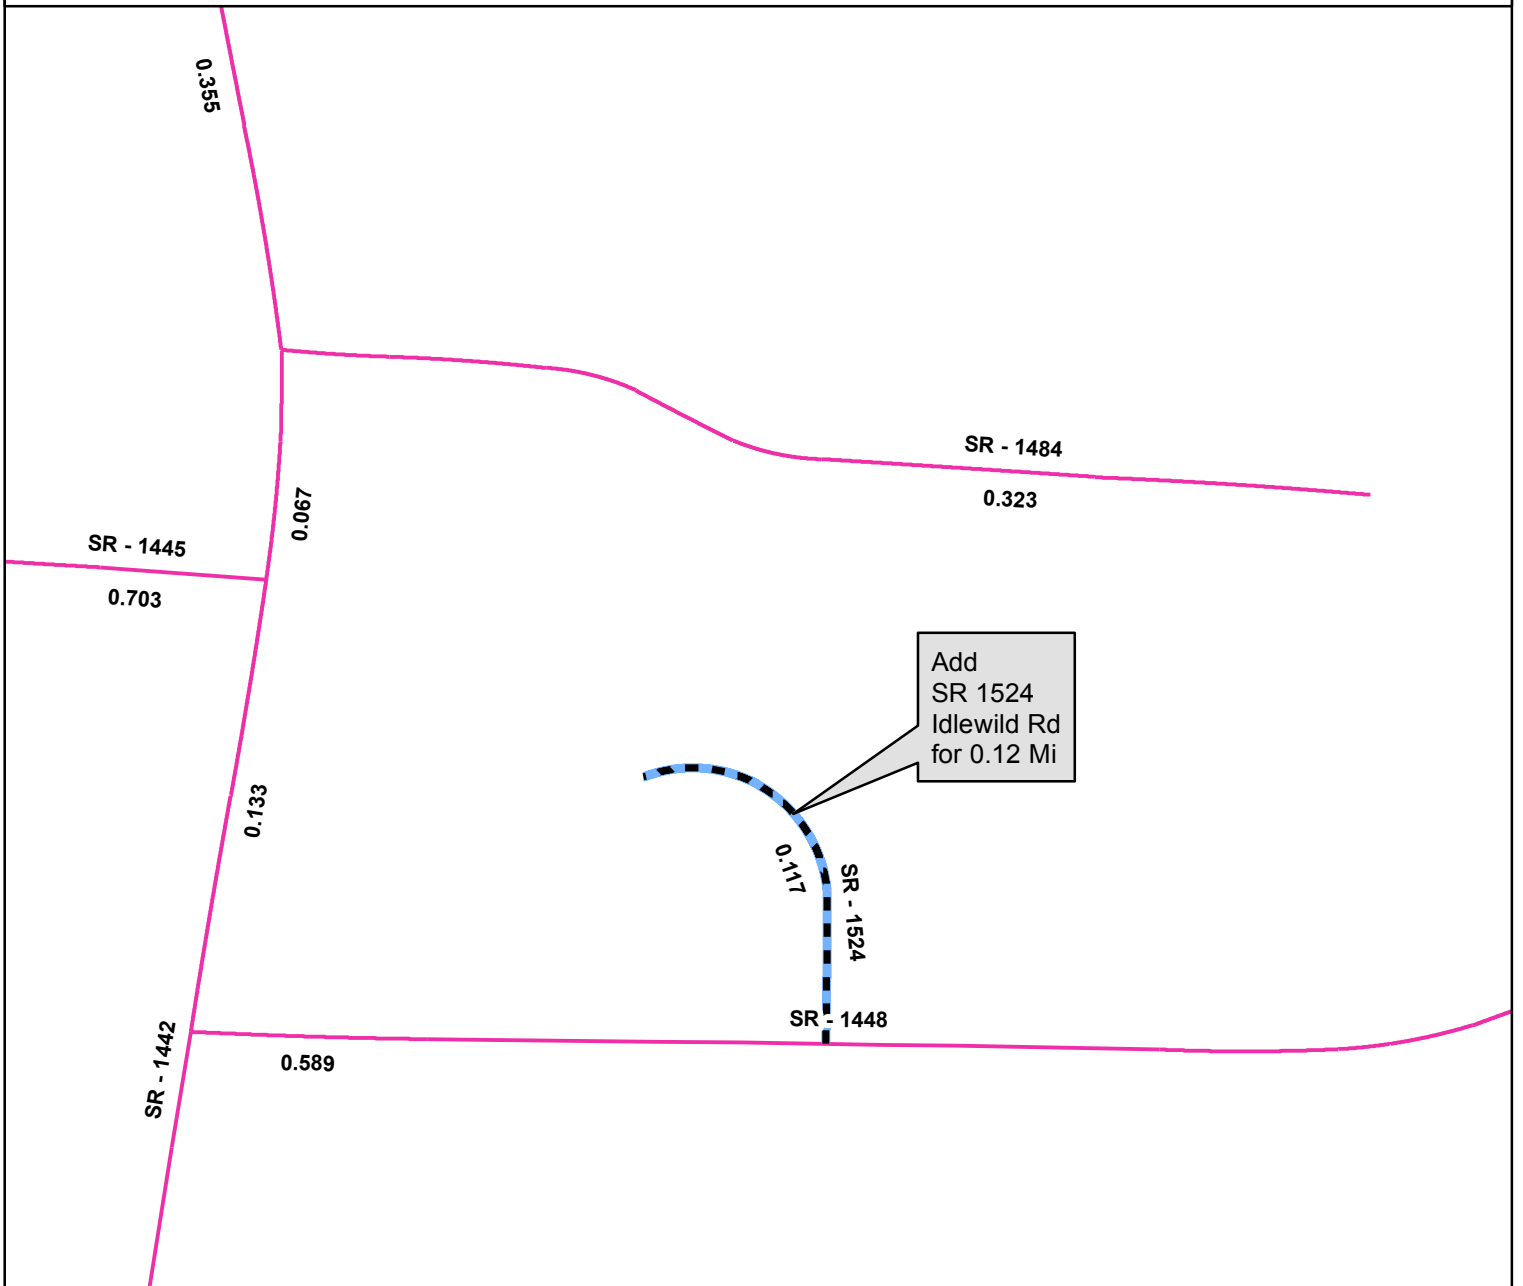 0.355
SR - 1484
0.323
0.067
SR - 1445
0.703
Add
SR 1524
Idlewild Rd
for 0.12 Mi
0.133
0.117
SR - 1524
SR - 1448
SR - 1442
0.589